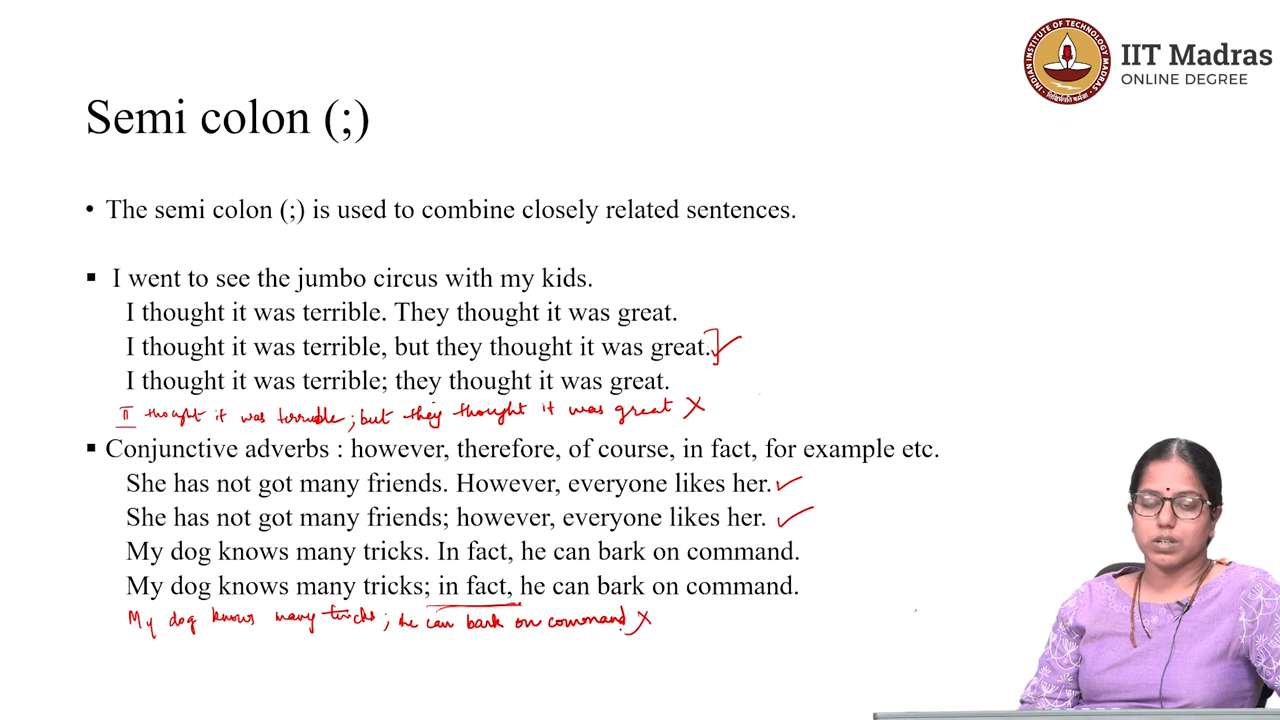 INDIAN INSTITUTE OF TECHNOLOGY MADRAS
IIT Madras
ONLINE DEGREE
Semi colon (;)
• The semi colon (;) is used to combine closely related sentences.
▪ I went to see the jumbo circus with my kids.
I thought it was terrible. They thought it was great.
I thought it was terrible, but they thought it was great.
I thought it was terrible; they thought it was great.
I thought it was terrible; but they thought it was great X
▪ Conjunctive adverbs : however, therefore, of course, in fact, for example etc.
She has not got many friends. However, everyone likes her.
She has not got many friends; however, everyone likes her.
My dog knows many tricks. In fact, he can bark on command.
My dog knows many tricks; in fact, he can bark on command.
My dog knows many tricks; he can bark on command X